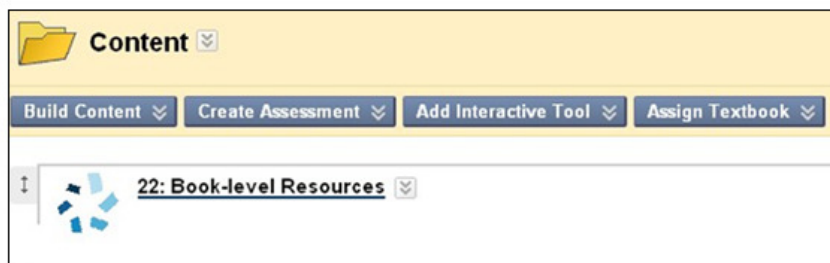 Content
Build Content Create Assessment Add Interactive Tool Assign Textbook
22: Book-level Resources